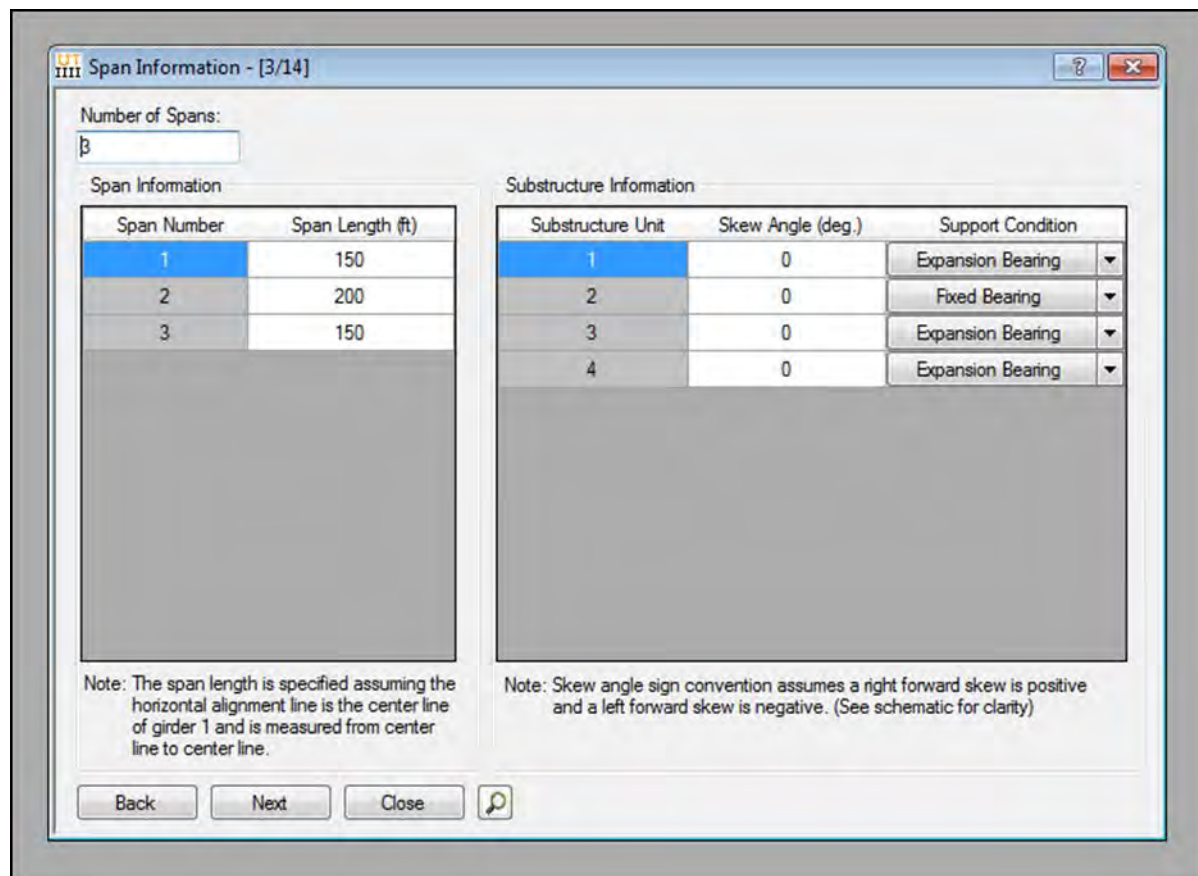 UT
Span Information - [3/14]
Number of Spans:
3
Span Information
Span Number Span Length (ft)
1 150
2 200
3 150
Note: The span length is specified assuming the
horizontal alignment line is the center line
of girder 1 and is measured from center
line to center line.
Substructure Information
Substructure Unit Skew Angle (deg.) Support Condition
1 0 Expansion Bearing
2 0 Fixed Bearing
3 0 Expansion Bearing
4 0 Expansion Bearing
Note: Skew angle sign convention assumes a right forward skew is positive
and a left forward skew is negative. (See schematic for clarity)
Back Next Close